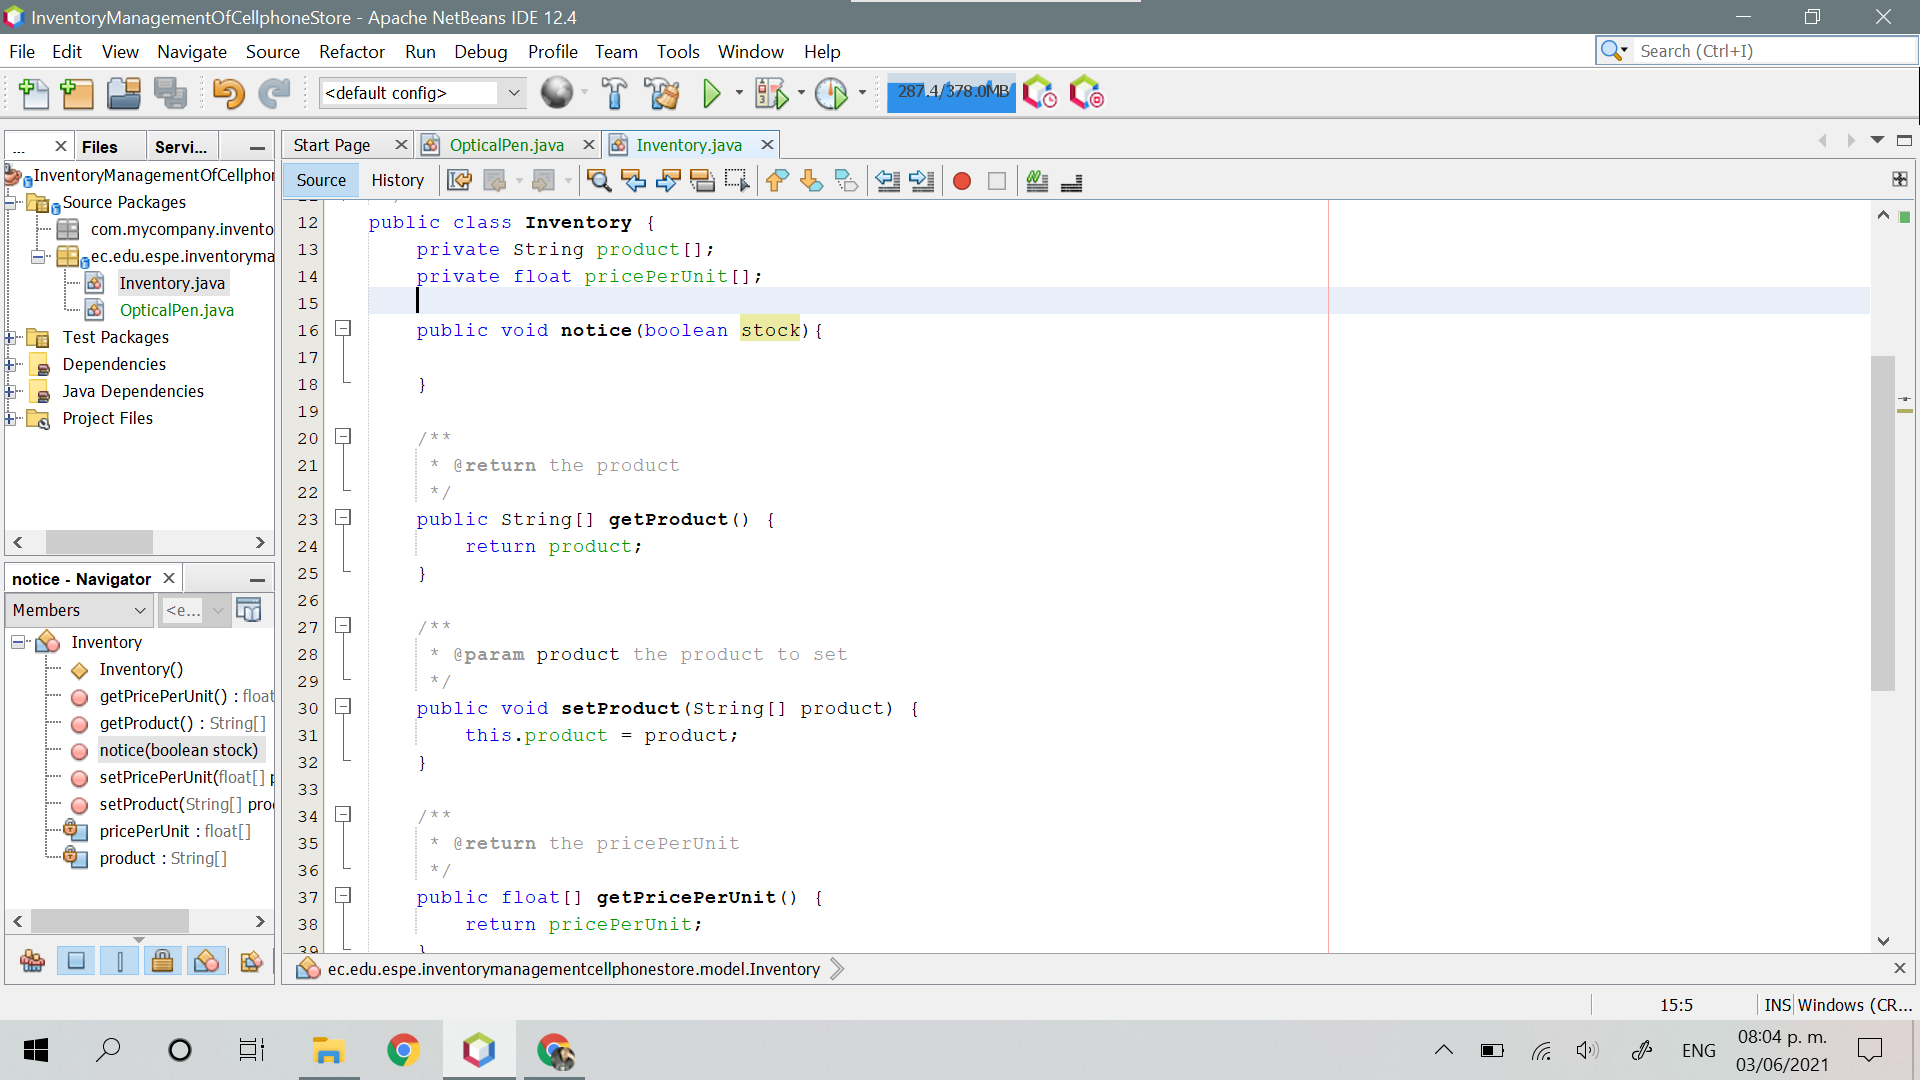 InventoryManagementOfCellphoneStore - Apache NetBeans IDE 12.4
File Edit View Navigate Source Refactor Run Debug Profile Team Tools Window Help
Search (Ctrl+I)
<default config>
287.4/378.0MB
... Files Servi...
Start Page OpticalPen.java Inventory.java
Source History
InventoryManagementOfCellphor
Source Packages
com.mycompany.invento
ec.edu.espe.inventoryma
Inventory.java
OpticalPen.java
Test Packages
Dependencies
Java Dependencies
Project Files
notice - Navigator
Members <e...
Inventory
Inventory()
getPricePerUnit() : float
getProduct() : String[]
notice(boolean stock)
setPricePerUnit(float[] p
setProduct(String[] pro
pricePerUnit : float[]
product : String[]
12 public class Inventory {
13 private String product[];
14 private float pricePerUnit[];
15
16 public void notice(boolean stock){
17
18 }
19
20 /**
21 * @return the product
22 */
23 public String[] getProduct() {
24 return product;
25 }
26
27 /**
28 * @param product the product to set
29 */
30 public void setProduct(String[] product) {
31 this.product = product;
32 }
33
34 /**
35 * @return the pricePerUnit
36 */
37 public float[] getPricePerUnit() {
38 return pricePerUnit;
39 }
ec.edu.espe.inventorymanagementcellphonestore.model.Inventory
15:5 INS Windows (CR...
ENG
08:04 p. m.
03/06/2021